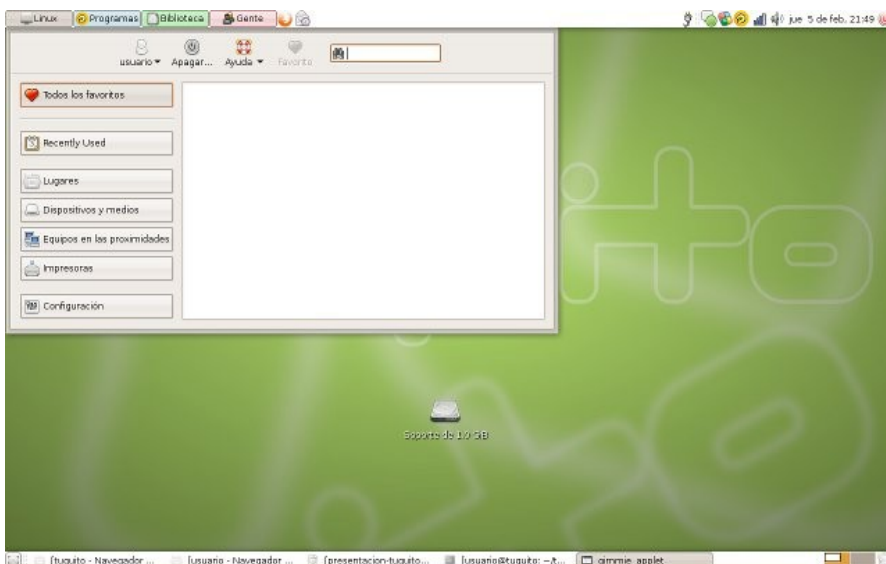 Linux Programas Biblioteca Gente jue 5 de feb. 21:49
usuario Apagar... Ayuda Favorito
Todos los favoritos
Recently Used
Lugares
Dispositivos y medios
Equipos en las proximidades
Impresoras
Configuración
Soporte de 1.0 GiB
[tuquito - Navegador ... [usuario - Navegador ... [presentacion-tuquito... [usuario@tuquito: ~/t... gimmie_applet